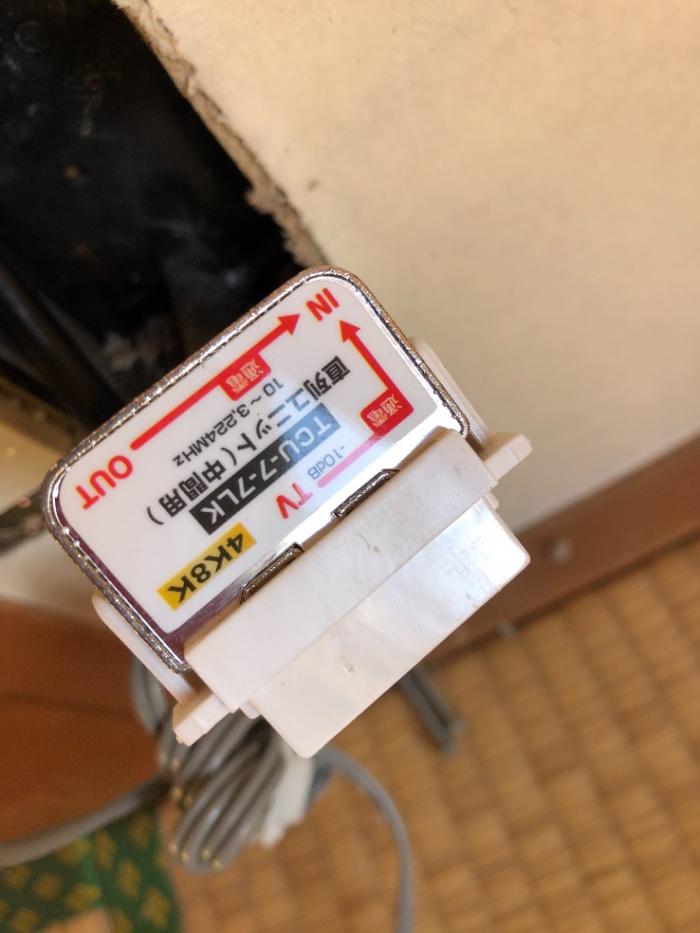 4K8K
TV
-10dB
通電
TCU-7-7LK
直列ユニット(中間用)
10～3,224MHz
OUT
通電
IN